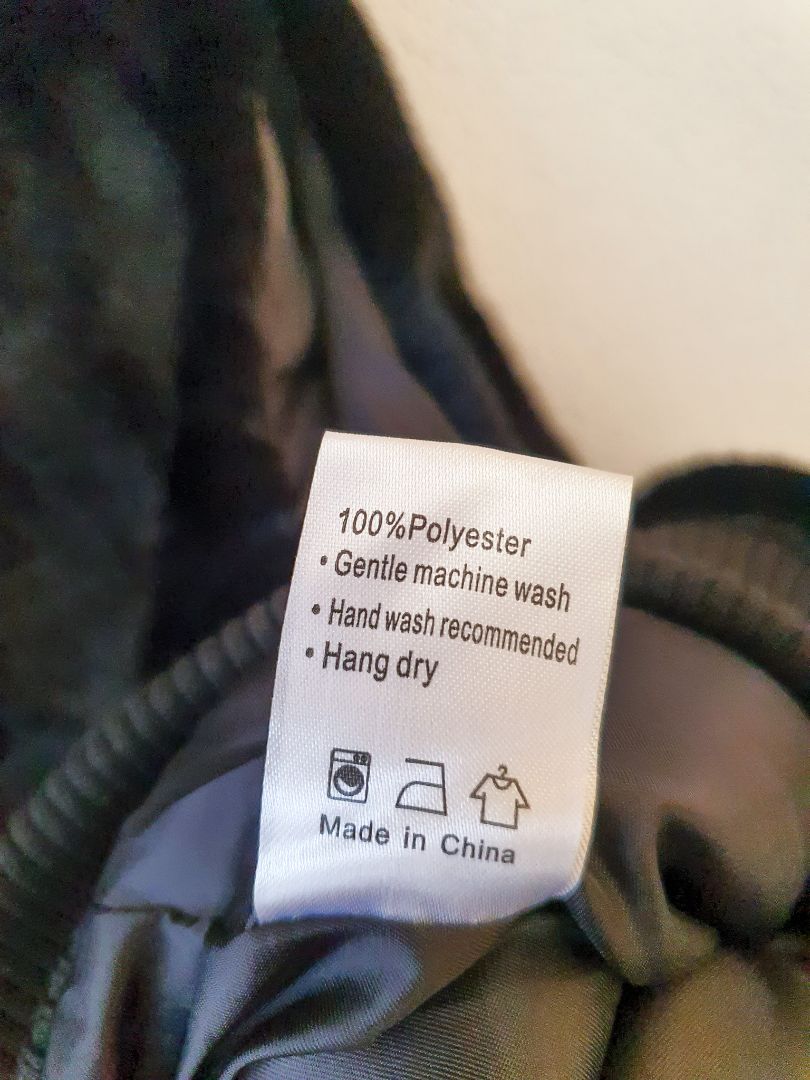 100%Polyester
• Gentle machine wash
• Hand wash recommended
• Hang dry
Made in China